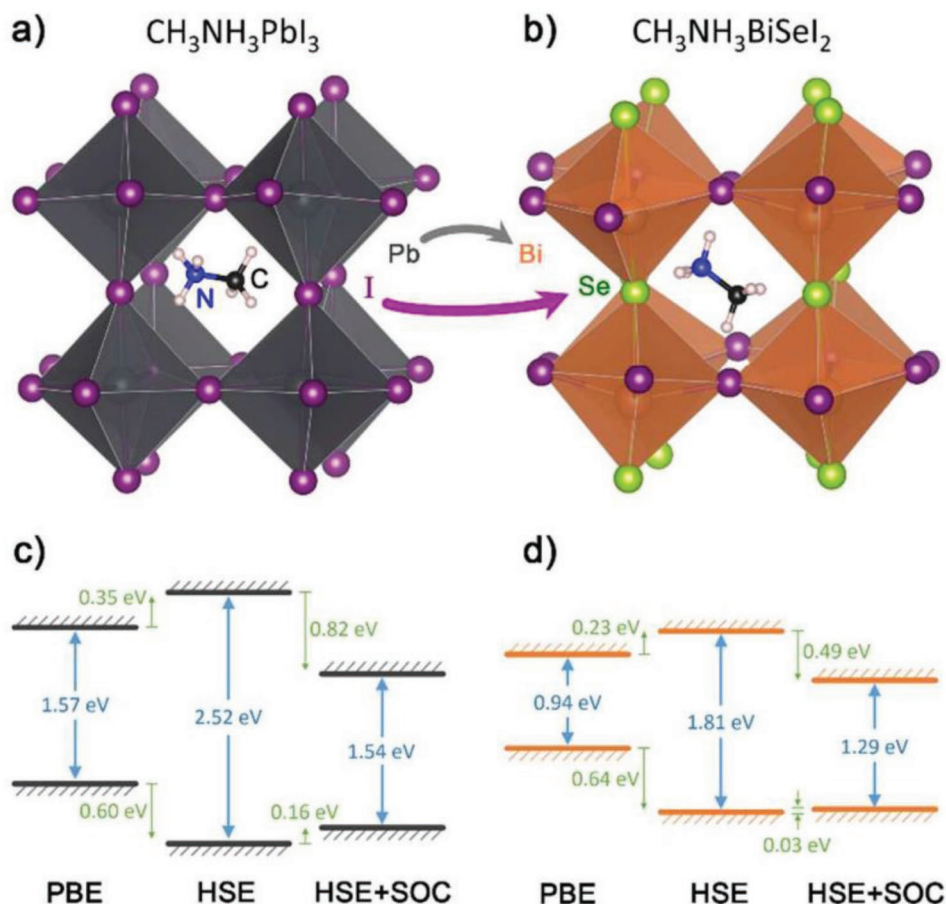 a)
CH₃NH₃PbI₃
b)
CH₃NH₃BiSeI₂
Pb
Bi
N
C
I
Se
c)
0.35 eV
0.82 eV
1.57 eV
2.52 eV
1.54 eV
0.60 eV
0.16 eV
PBE
HSE
HSE+SOC
d)
0.23 eV
0.49 eV
0.94 eV
1.81 eV
1.29 eV
0.64 eV
0.03 eV
PBE
HSE
HSE+SOC